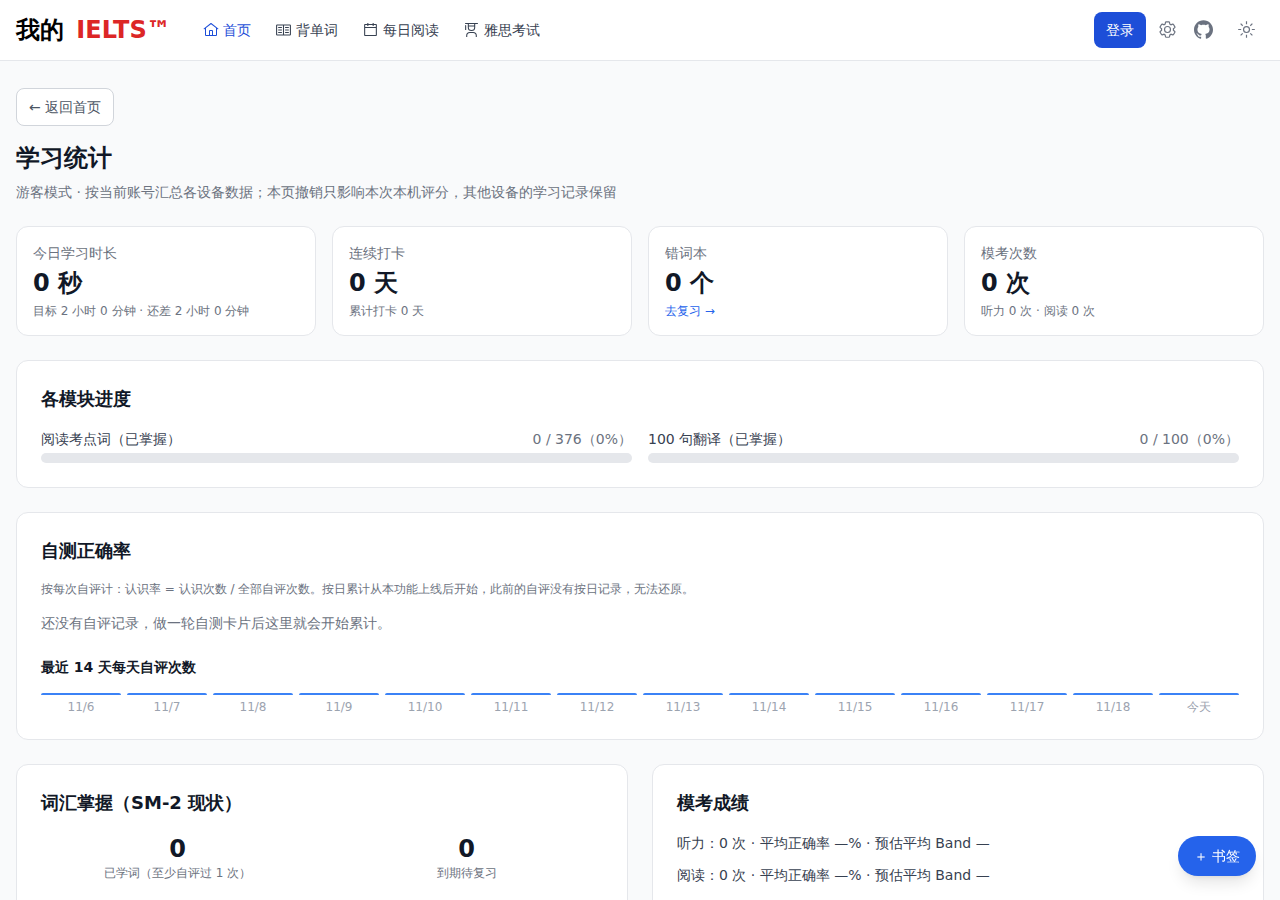 我的 IELTS™ 首页 背单词 每日阅读 雅思考试 登录
← 返回首页
学习统计
游客模式 · 按当前账号汇总各设备数据；本页撤销只影响本次本机评分，其他设备的学习记录保留
今日学习时长
0 秒
目标 2 小时 0 分钟 · 还差 2 小时 0 分钟
连续打卡
0 天
累计打卡 0 天
错词本
0 个
去复习 →
模考次数
0 次
听力 0 次 · 阅读 0 次
各模块进度
阅读考点词（已掌握） 0 / 376（0%）
100 句翻译（已掌握） 0 / 100（0%）
自测正确率
按每次自评计：认识率 = 认识次数 / 全部自评次数。按日累计从本功能上线后开始，此前的自评没有按日记录，无法还原。
还没有自评记录，做一轮自测卡片后这里就会开始累计。
最近 14 天每天自评次数
11/6 11/7 11/8 11/9 11/10 11/11 11/12 11/13 11/14 11/15 11/16 11/17 11/18 今天
词汇掌握（SM-2 现状）
0
已学词（至少自评过 1 次）
0
到期待复习
模考成绩
听力：0 次 · 平均正确率 —% · 预估平均 Band —
阅读：0 次 · 平均正确率 —% · 预估平均 Band —
＋ 书签